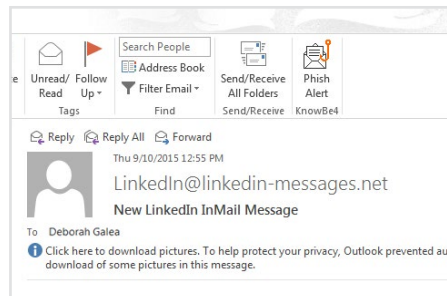 Search People
Address Book
Filter Email
Unread/ Read
Follow Up
Send/Receive All Folders
Phish Alert
Tags
Find
Send/Receive
KnowBe4
Reply Reply All Forward
Thu 9/10/2015 12:55 PM
LinkedIn@linkedin-messages.net
New LinkedIn InMail Message
To Deborah Galea
Click here to download pictures. To help protect your privacy, Outlook prevented au
download of some pictures in this message.